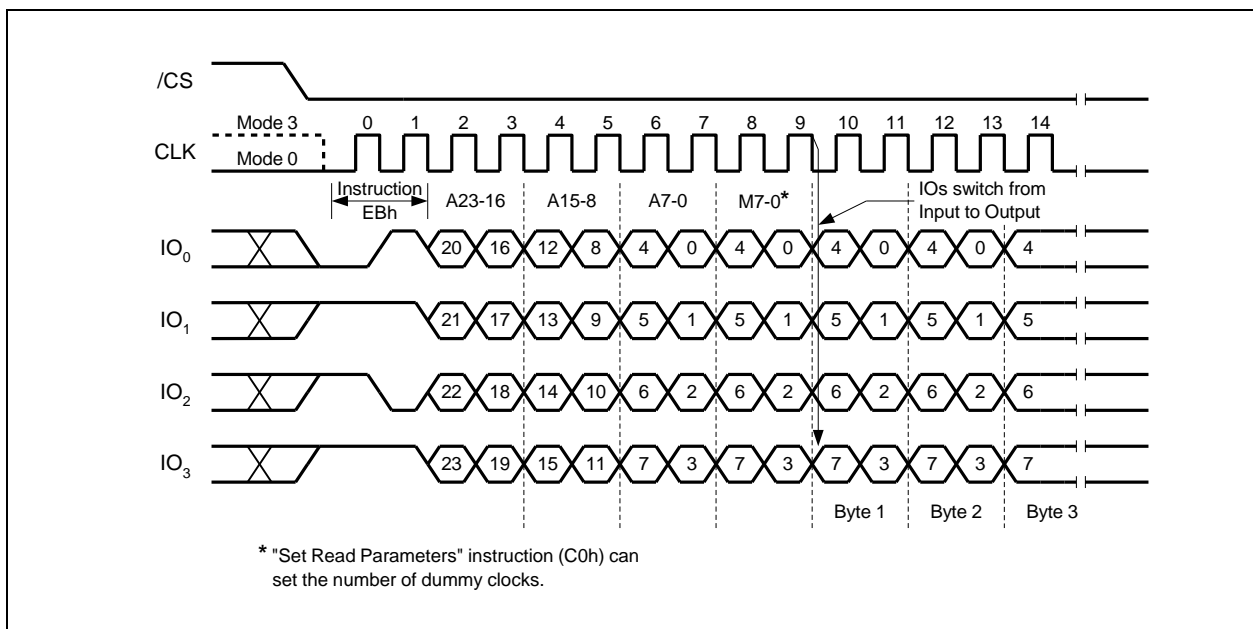 /CS
Mode 3 0 1 2 3 4 5 6 7 8 9 10 11 12 13 14
CLK Mode 0
Instruction
EBh
A23-16 A15-8 A7-0 M7-0*
IOs switch from
Input to Output
IO0 20 16 12 8 4 0 4 0 4 0 4 0 4
IO1 21 17 13 9 5 1 5 1 5 1 5 1 5
IO2 22 18 14 10 6 2 6 2 6 2 6 2 6
IO3 23 19 15 11 7 3 7 3 7 3 7 3 7
Byte 1 Byte 2 Byte 3
* "Set Read Parameters" instruction (C0h) can
set the number of dummy clocks.